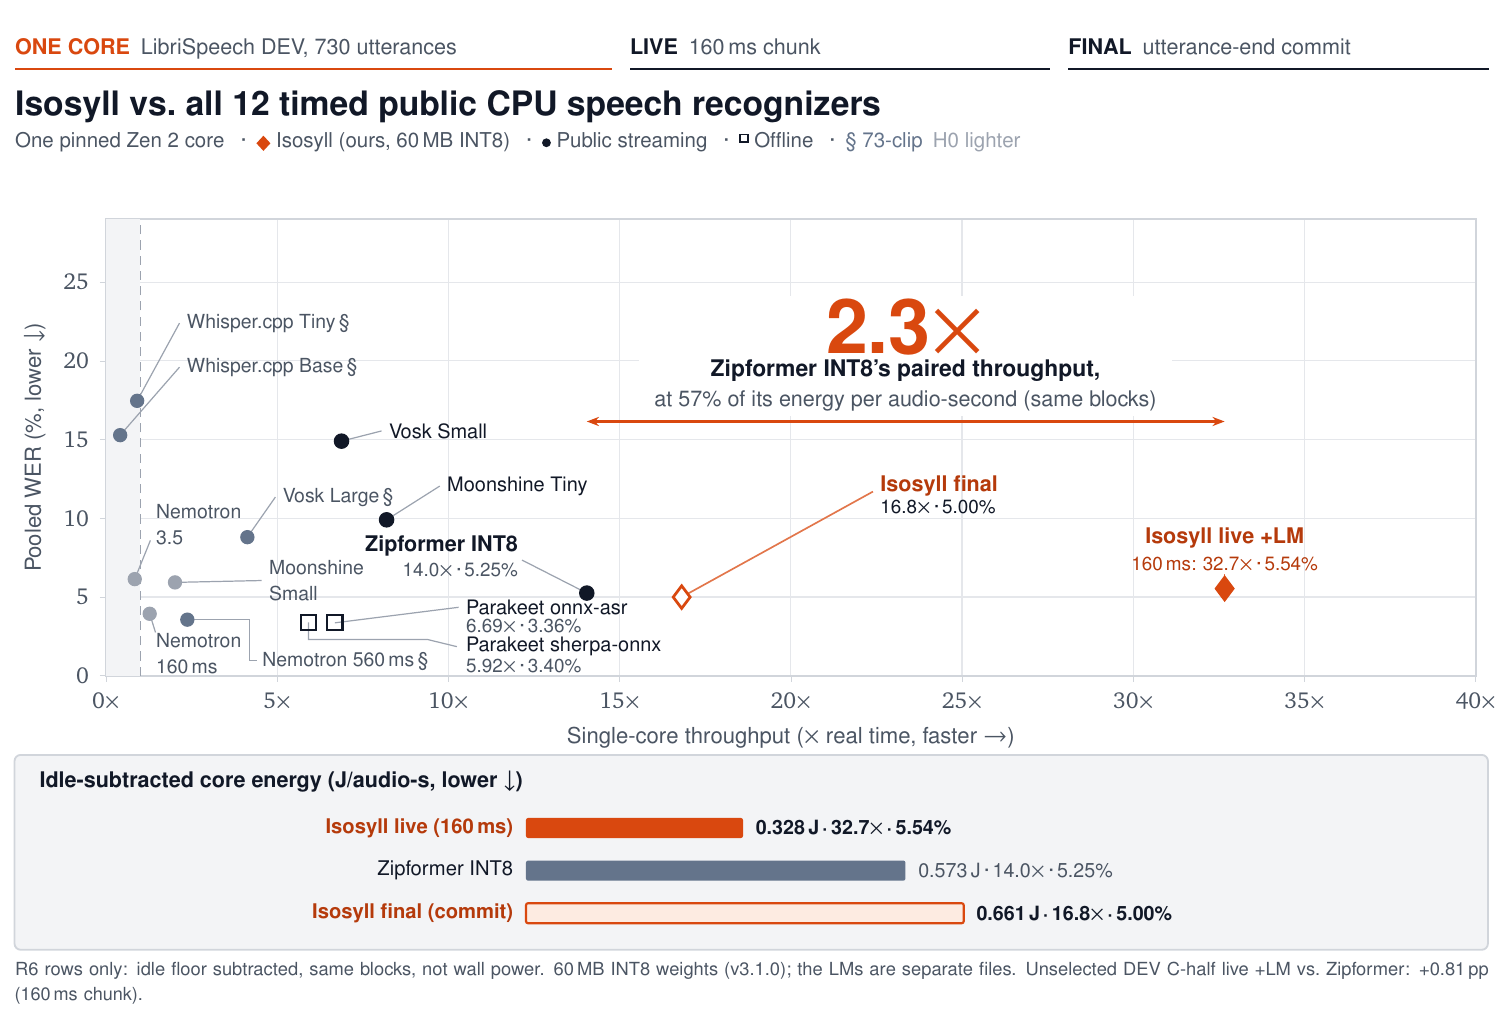 ONE CORE LibriSpeech DEV, 730 utterances
LIVE 160 ms chunk
FINAL utterance-end commit
Isosyll vs. all 12 timed public CPU speech recognizers
One pinned Zen 2 core · ◆ Isosyll (ours, 60 MB INT8) · ● Public streaming · □ Offline · § 73-clip H0 lighter
Pooled WER (%, lower ↓)
25
20
15
10
5
0
Whisper.cpp Tiny §
Whisper.cpp Base §
2.3×
Zipformer INT8’s paired throughput,
at 57% of its energy per audio-second (same blocks)
Vosk Small
Moonshine Tiny
Vosk Large §
Nemotron
3.5
Isosyll final
16.8× · 5.00%
Zipformer INT8
14.0× · 5.25%
Isosyll live +LM
160 ms: 32.7× · 5.54%
Moonshine
Small
Parakeet onnx-asr
6.69× · 3.36%
Parakeet sherpa-onnx
5.92× · 3.40%
Nemotron
160 ms
Nemotron 560 ms §
0× 5× 10× 15× 20× 25× 30× 35× 40×
Single-core throughput (× real time, faster →)
Idle-subtracted core energy (J/audio-s, lower ↓)
Isosyll live (160 ms) 0.328 J · 32.7× · 5.54%
Zipformer INT8 0.573 J · 14.0× · 5.25%
Isosyll final (commit) 0.661 J · 16.8× · 5.00%
R6 rows only: idle floor subtracted, same blocks, not wall power. 60 MB INT8 weights (v3.1.0); the LMs are separate files. Unselected DEV C-half live +LM vs. Zipformer: +0.81 pp
(160 ms chunk).